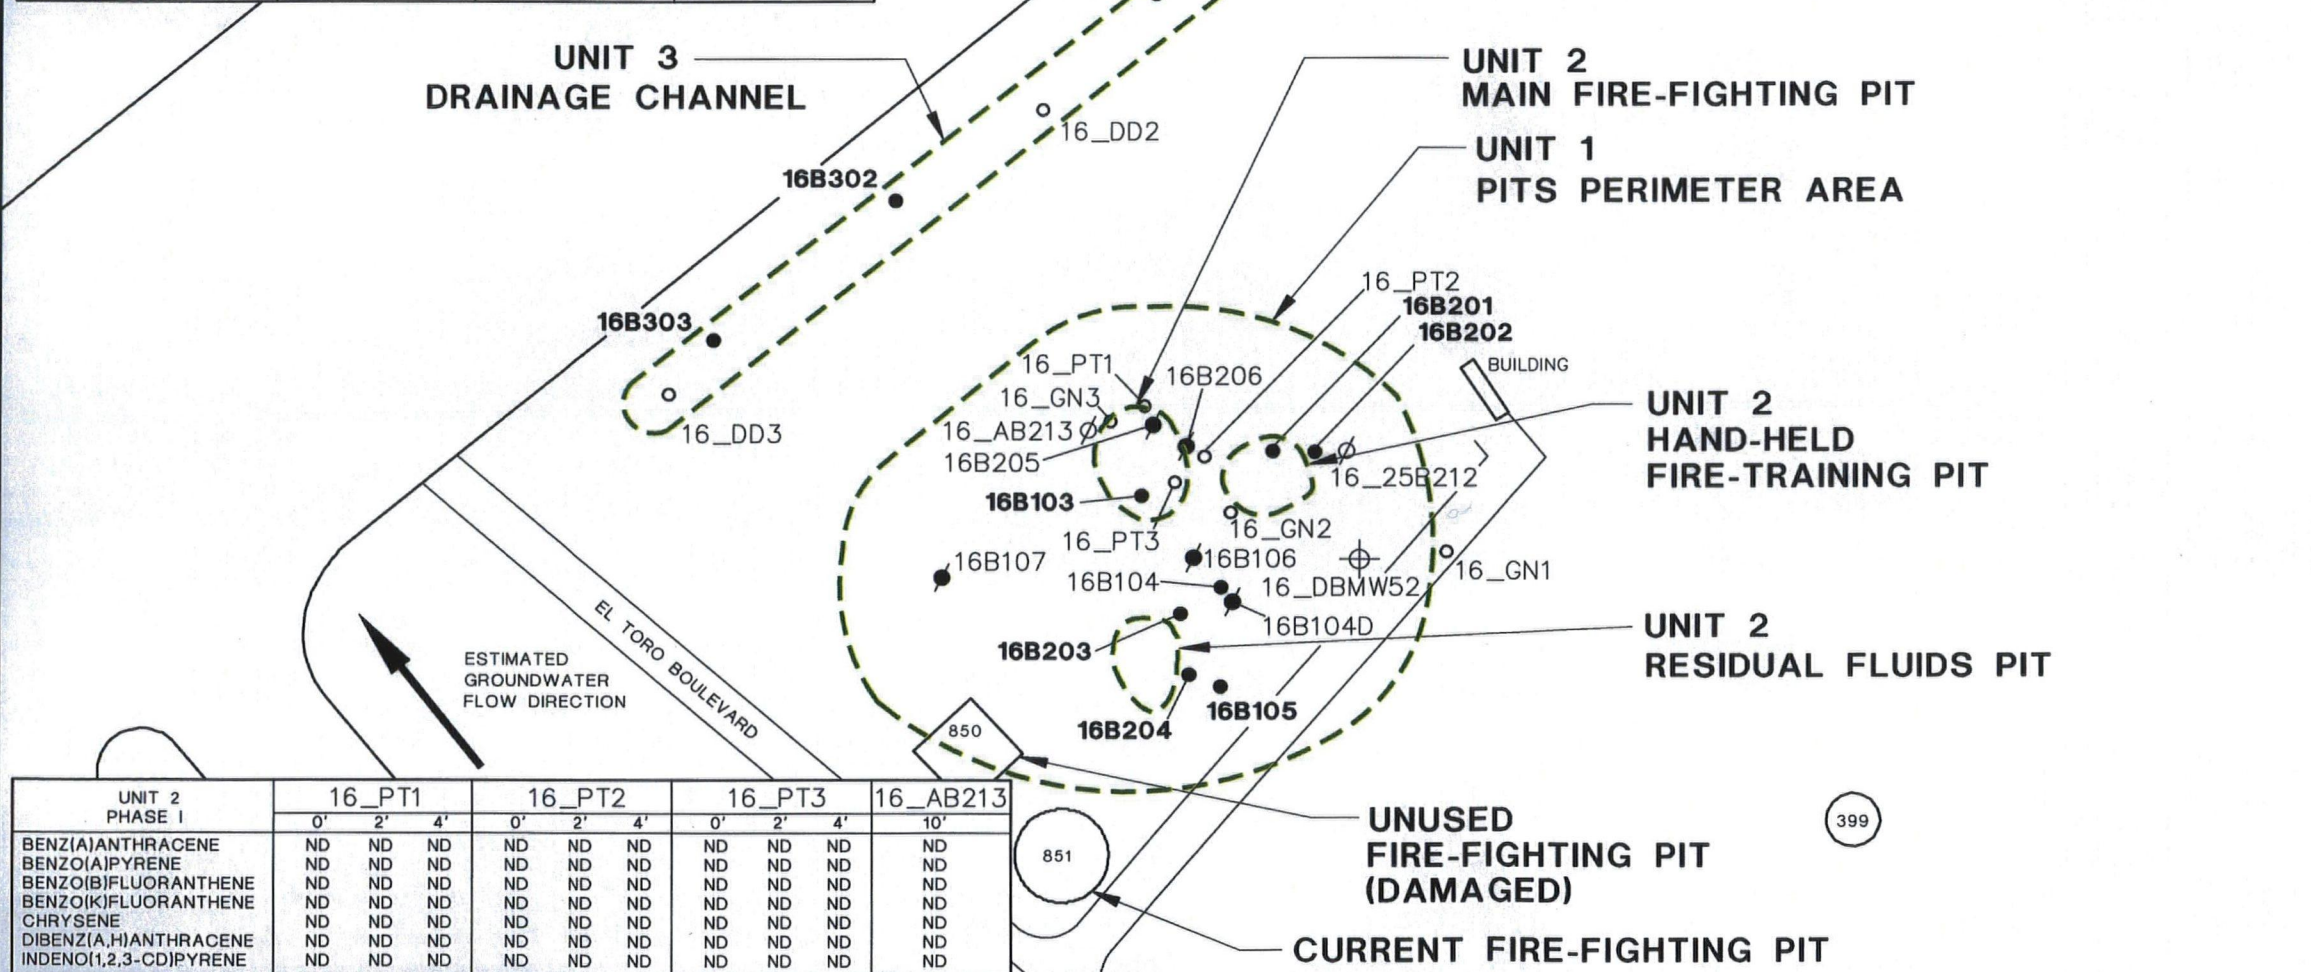 UNIT 3
DRAINAGE CHANNEL
UNIT 2
MAIN FIRE-FIGHTING PIT
UNIT 1
PITS PERIMETER AREA
16_DD2
16B302
16B303
16_DD3
16_PT2
16B201
16B202
BUILDING
16_PT1
16B206
16_GN3
16_AB213
16B205
16B103
16_PT3
16_25B212
16_GN2
UNIT 2
HAND-HELD
FIRE-TRAINING PIT
16B107
16B106
16B104
16_DBMW52
16_GN1
16B104D
16B203
16B204
16B105
UNIT 2
RESIDUAL FLUIDS PIT
EL TORO BOULEVARD
ESTIMATED
GROUNDWATER
FLOW DIRECTION
850
UNUSED
FIRE-FIGHTING PIT
(DAMAGED)
399
851
CURRENT FIRE-FIGHTING PIT
UNIT 2 16_PT1 16_PT2 16_PT3 16_AB213
PHASE I 0' 2' 4' 0' 2' 4' 0' 2' 4' 10'
BENZ(A)ANTHRACENE ND ND ND ND ND ND ND ND ND ND
BENZO(A)PYRENE ND ND ND ND ND ND ND ND ND ND
BENZO(B)FLUORANTHENE ND ND ND ND ND ND ND ND ND ND
BENZO(K)FLUORANTHENE ND ND ND ND ND ND ND ND ND ND
CHRYSENE ND ND ND ND ND ND ND ND ND ND
DIBENZ(A,H)ANTHRACENE ND ND ND ND ND ND ND ND ND ND
INDENO(1,2,3-CD)PYRENE ND ND ND ND ND ND ND ND ND ND